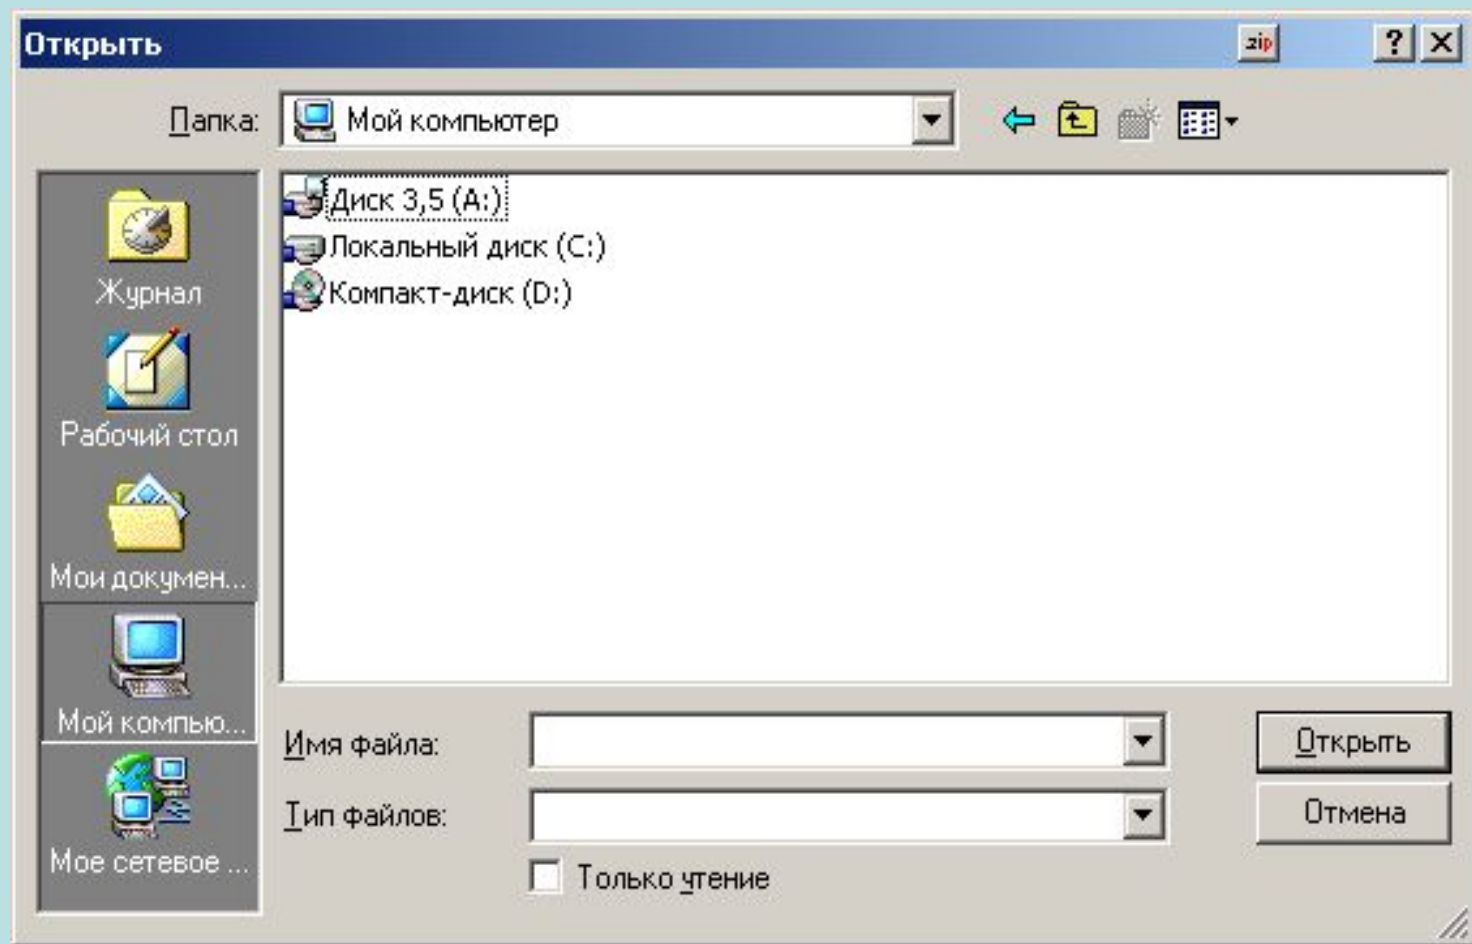 Открыть
zip
?
Папка:
Мой компьютер
Журнал
Рабочий стол
Мои докумен...
Мой компью...
Мое сетевое ...
Диск 3,5 (A:)
Локальный диск (C:)
Компакт-диск (D:)
Имя файла:
Открыть
Тип файлов:
Отмена
Только чтение